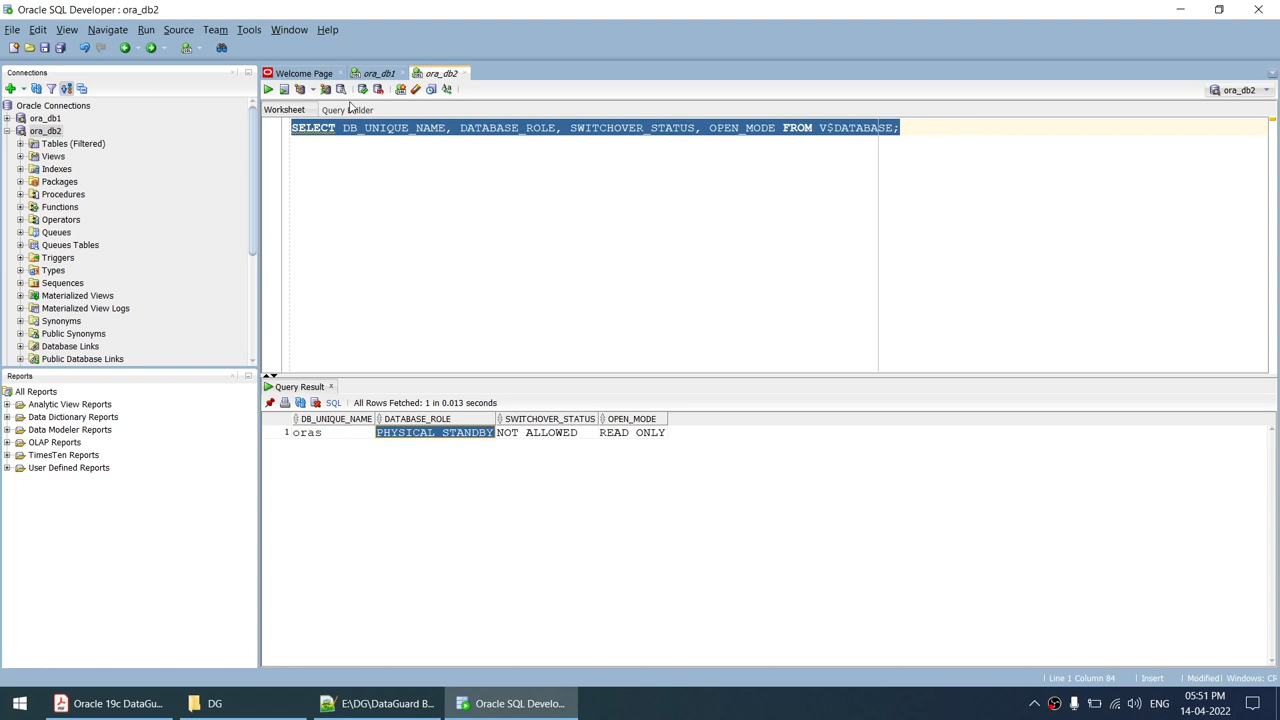 Oracle SQL Developer : ora_db2
File Edit View Navigate Run Source Team Tools Window Help
Connections
Welcome Page ora_db1 ora_db2
ora_db2
Worksheet Query Builder
Oracle Connections
ora_db1
ora_db2
Tables (Filtered)
Views
Indexes
Packages
Procedures
Functions
Operators
Queues
Queues Tables
Triggers
Types
Sequences
Materialized Views
Materialized View Logs
Synonyms
Public Synonyms
Database Links
Public Database Links
SELECT DB_UNIQUE_NAME, DATABASE_ROLE, SWITCHOVER_STATUS, OPEN_MODE FROM V$DATABASE;
Reports
All Reports
Analytic View Reports
Data Dictionary Reports
Data Modeler Reports
OLAP Reports
TimesTen Reports
User Defined Reports
Query Result
SQL All Rows Fetched: 1 in 0.013 seconds
DB_UNIQUE_NAME DATABASE_ROLE SWITCHOVER_STATUS OPEN_MODE
1 oras PHYSICAL STANDBY NOT ALLOWED READ ONLY
Line 1 Column 84 Insert Modified Windows: CR
Oracle 19c DataGu... DG E:\DG\DataGuard B... Oracle SQL Develo...
ENG 05:51 PM
14-04-2022